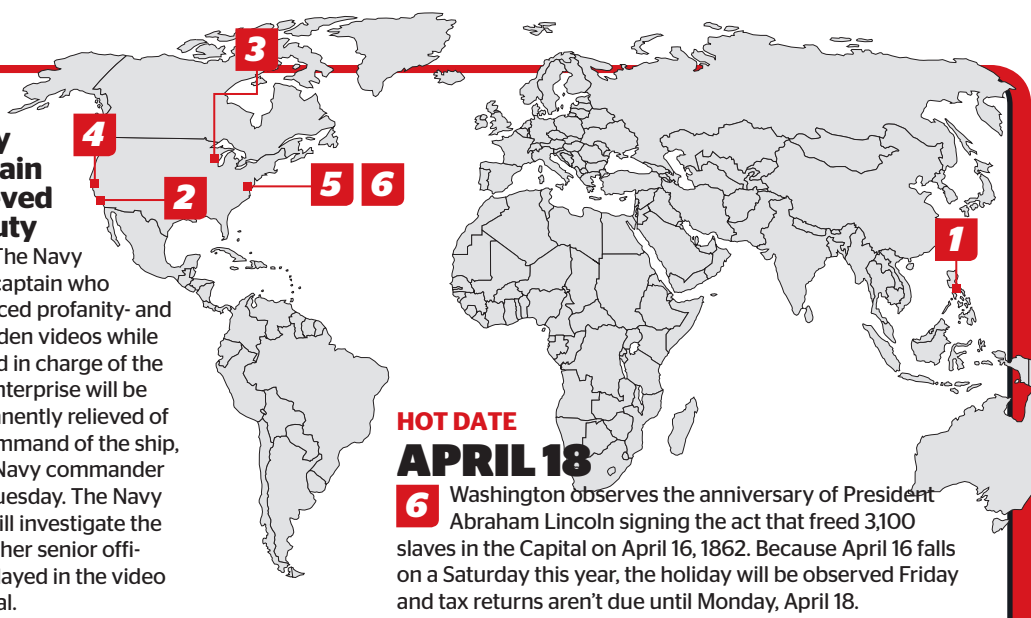 3
4
5 6
2
1
y
ain
ved
uty
The Navy
captain who
ced profanity- and
den videos while
d in charge of the
nterprise will be
nently relieved of
mmand of the ship,
Navy commander
uesday. The Navy
ill investigate the
her senior offi-
layed in the video
al.
HOT DATE
APRIL 18
6 Washington observes the anniversary of President
Abraham Lincoln signing the act that freed 3,100
slaves in the Capital on April 16, 1862. Because April 16 falls
on a Saturday this year, the holiday will be observed Friday
and tax returns aren't due until Monday, April 18.